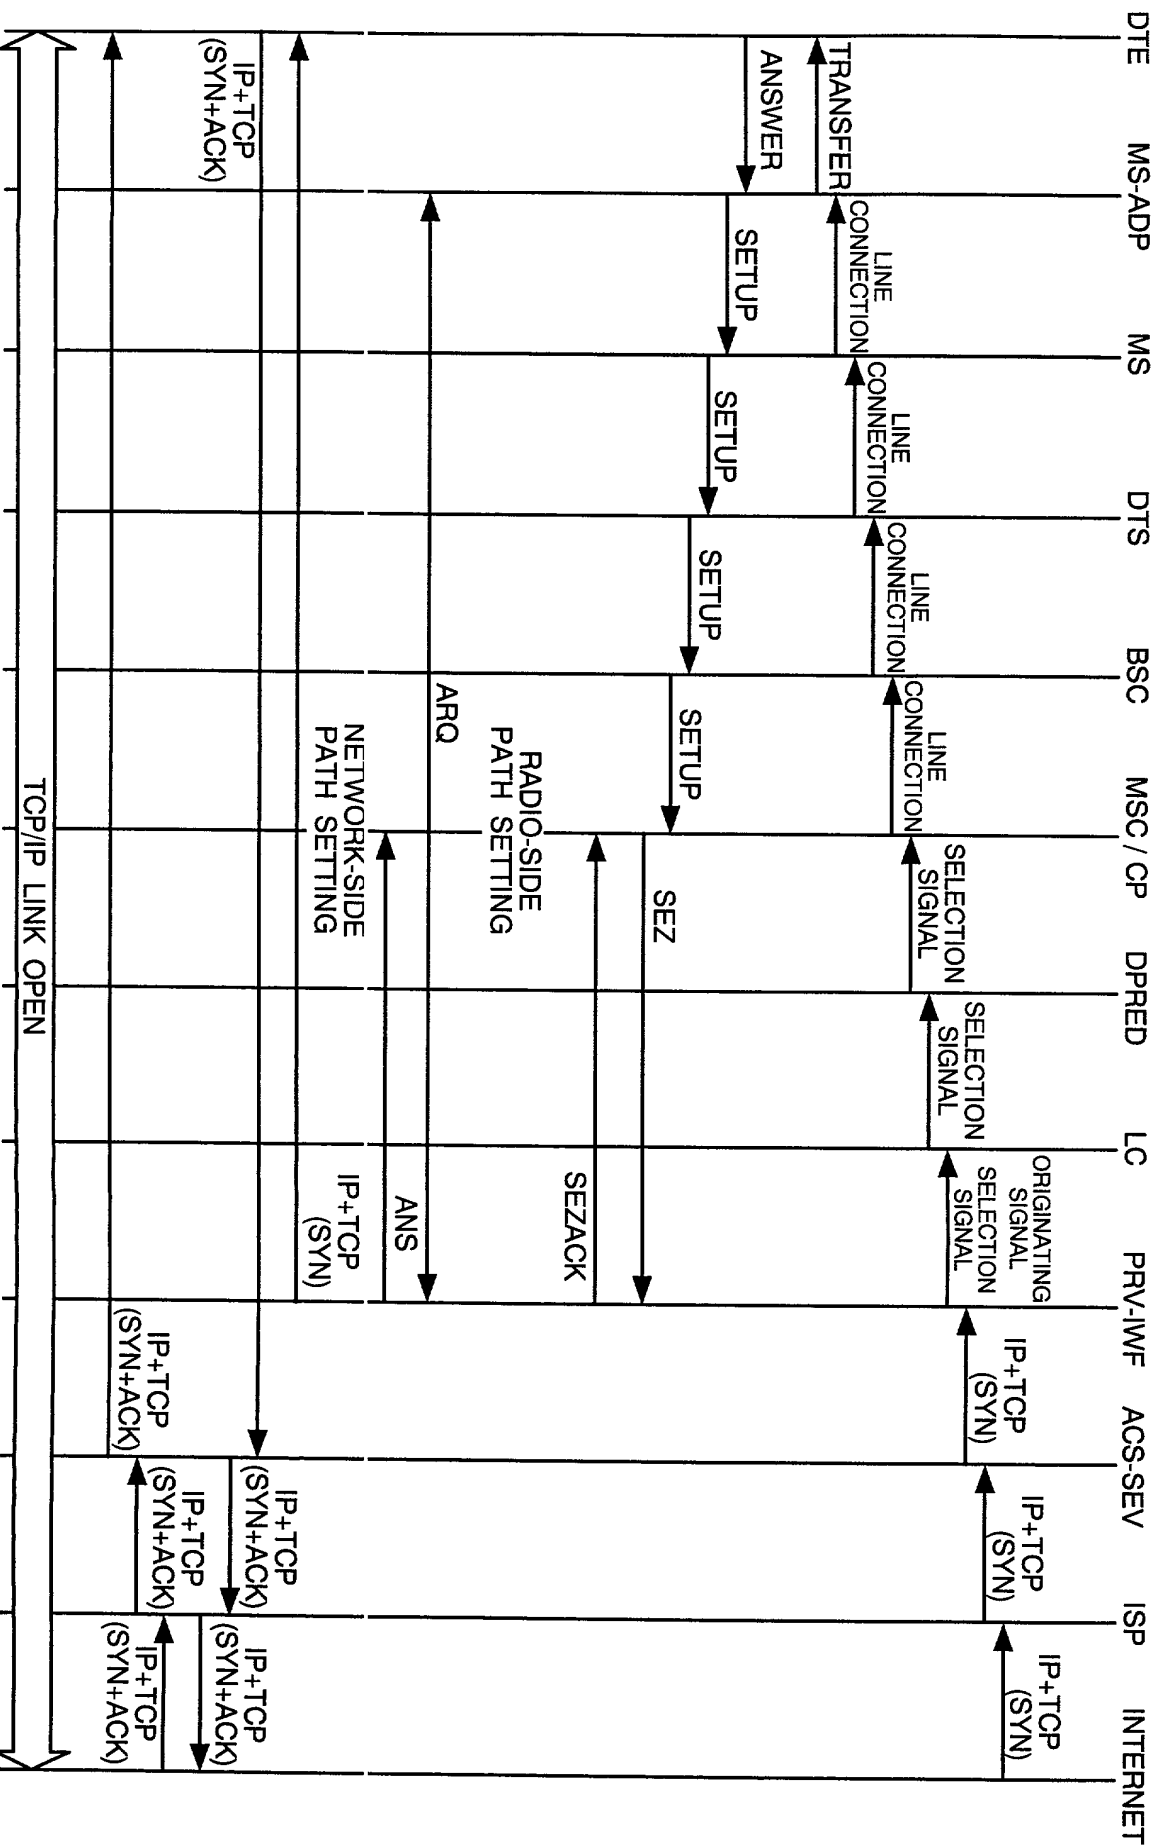 DTE
MS-ADP
MS
DTS
BSC
MSC / CP
DPRED
LC
PRV-IWF
ACS-SEV
ISP
INTERNET
IP+TCP
(SYN)
IP+TCP
(SYN)
IP+TCP
(SYN)
ORIGINATING
SIGNAL
SELECTION
SIGNAL
SELECTION
SIGNAL
SELECTION
SIGNAL
LINE
CONNECTION
LINE
CONNECTION
LINE
CONNECTION
LINE
CONNECTION
TRANSFER
ANSWER
SETUP
SETUP
SETUP
SETUP
SEZ
SEZACK
RADIO-SIDE
PATH SETTING
ARQ
ANS
NETWORK-SIDE
PATH SETTING
IP+TCP
(SYN)
IP+TCP
(SYN+ACK)
IP+TCP
(SYN+ACK)
IP+TCP
(SYN+ACK)
IP+TCP
(SYN+ACK)
IP+TCP
(SYN+ACK)
IP+TCP
(SYN+ACK)
TCP/IP LINK OPEN